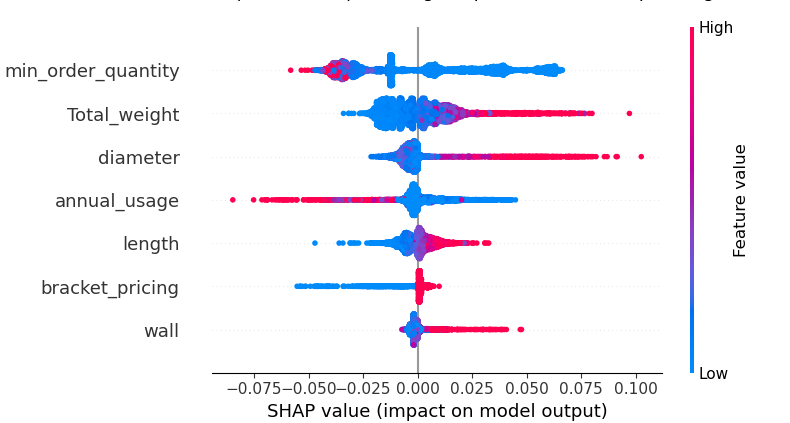 High
min_order_quantity
Total_weight
diameter
annual_usage
length
bracket_pricing
wall
Feature value
Low
−0.075−0.050−0.025 0.000 0.025 0.050 0.075 0.100
SHAP value (impact on model output)